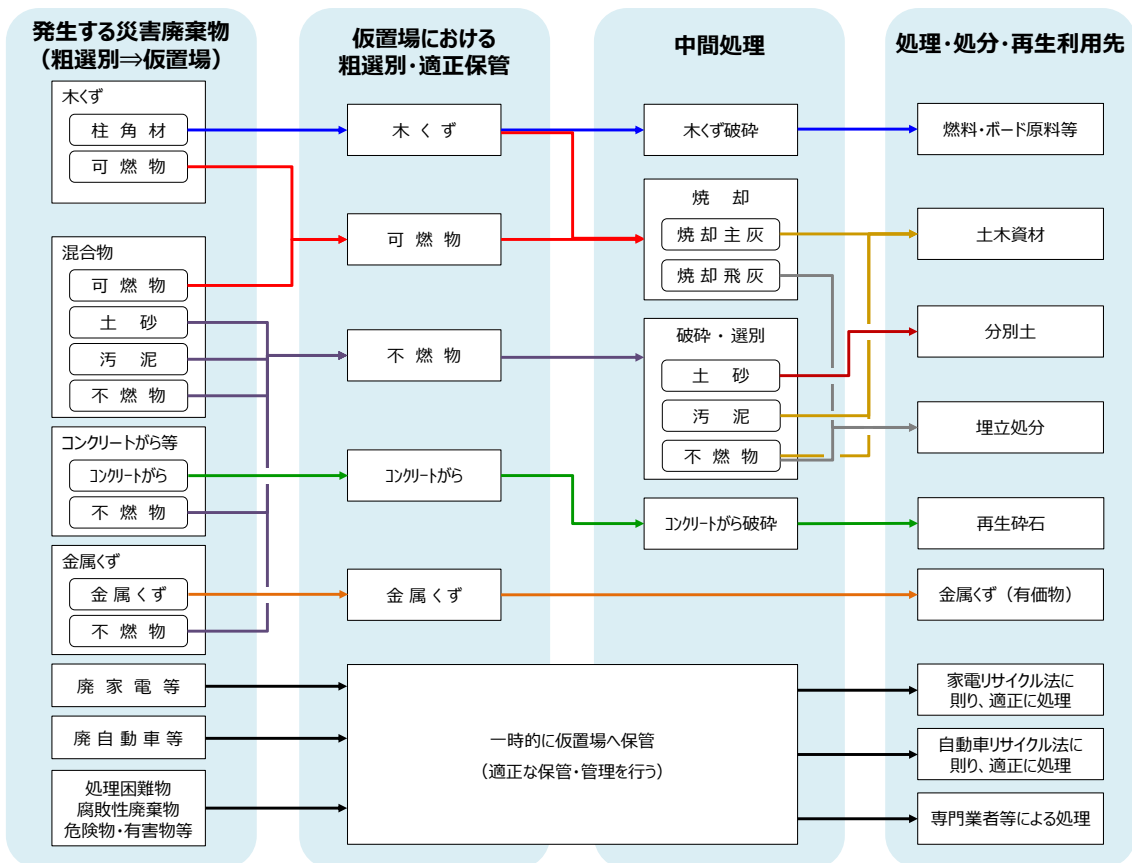 発生する災害廃棄物
（粗選別⇒仮置場）
木くず
柱角材
可燃物
混合物
可燃物
土砂
汚泥
不燃物
コンクリートがら等
コンクリートがら
不燃物
金属くず
金属くず
不燃物
廃家電等
廃自動車等
処理困難物
腐敗性廃棄物
危険物・有害物等
仮置場における
粗選別・適正保管
木くず
可燃物
不燃物
コンクリートがら
金属くず
一時的に仮置場へ保管
（適正な保管・管理を行う）
中間処理
木くず破砕
焼却
焼却主灰
焼却飛灰
破砕・選別
土砂
汚泥
不燃物
コンクリートがら破砕
処理・処分・再生利用先
燃料・ボード原料等
土木資材
分別土
埋立処分
再生砕石
金属くず（有価物）
家電リサイクル法に
則り、適正に処理
自動車リサイクル法に
則り、適正に処理
専門業者等による処理